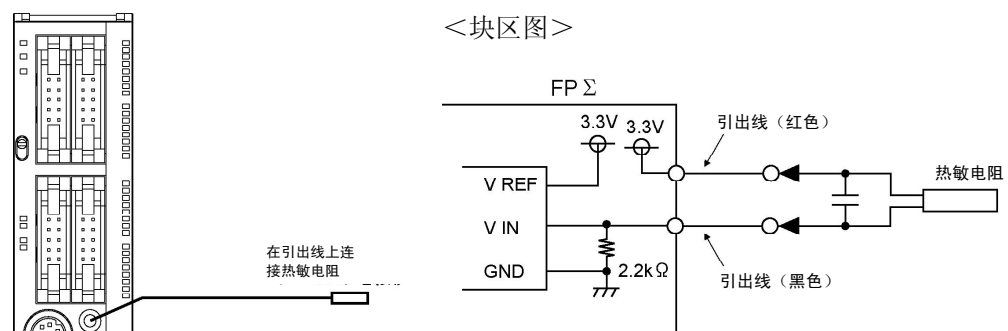 <块区图>
FPΣ
3.3V
3.3V
引出线（红色）
热敏电阻
V REF
V IN
GND
2.2kΩ
引出线（黑色）
在引出线上连
接热敏电阻